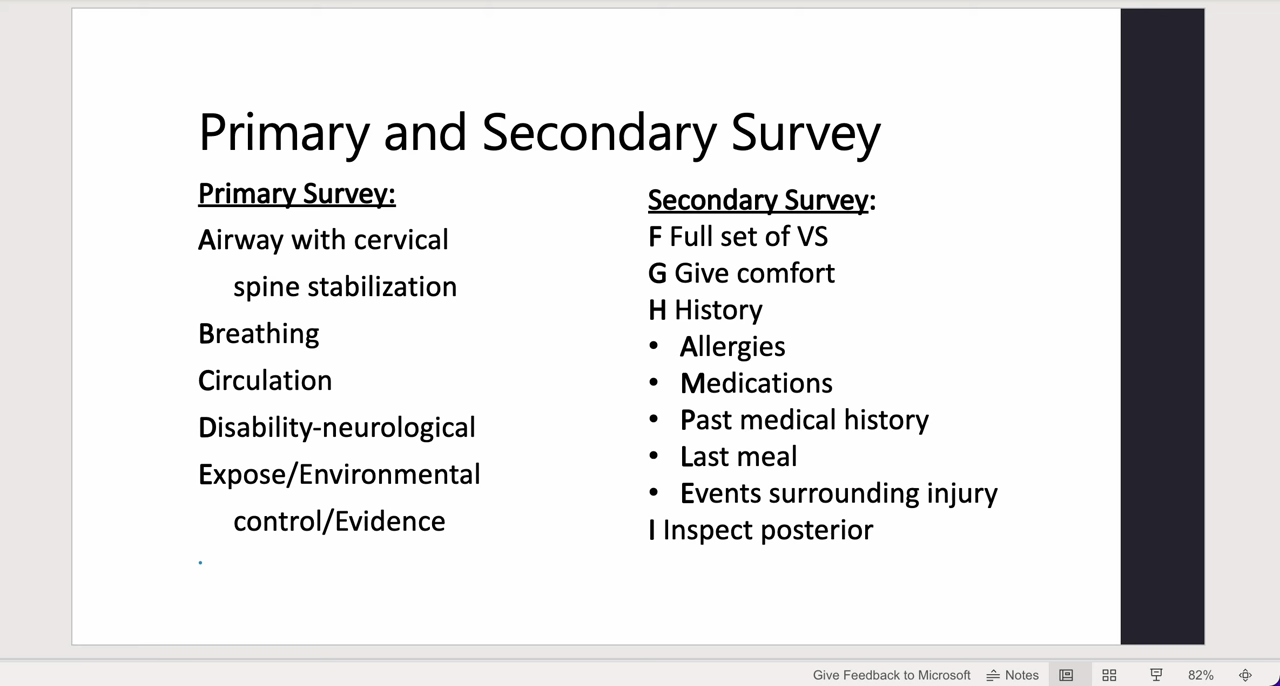 Primary and Secondary Survey
Primary Survey:
Airway with cervical
spine stabilization
Breathing
Circulation
Disability-neurological
Expose/Environmental
control/Evidence
Secondary Survey:
F Full set of VS
G Give comfort
H History
• Allergies
• Medications
• Past medical history
• Last meal
• Events surrounding injury
I Inspect posterior
Give Feedback to Microsoft Notes 82%